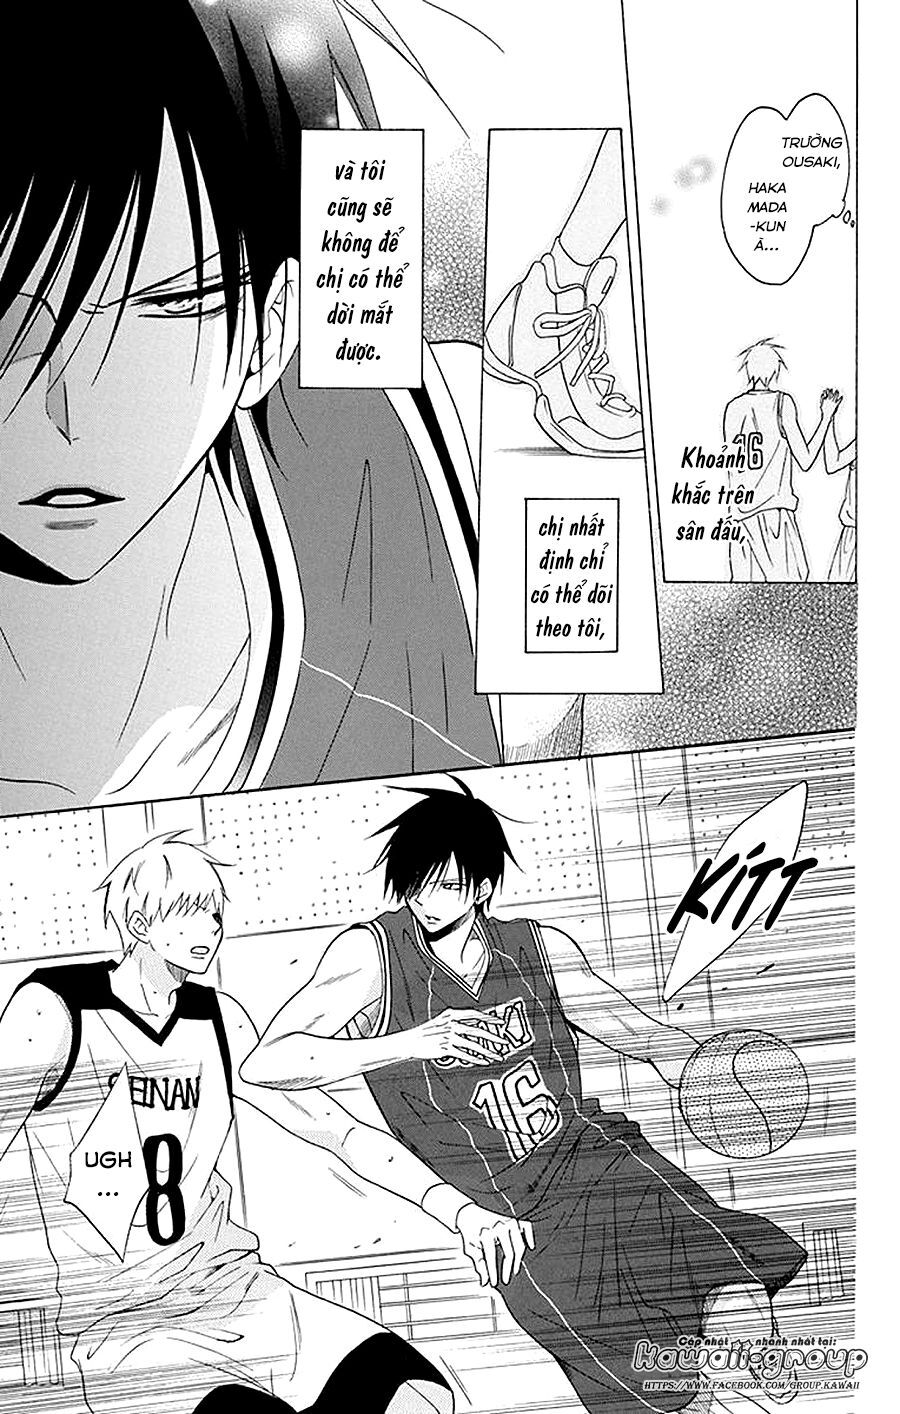 TRƯỜNG
OUSAKI,
HAKA
MADA
-KUN
À...
16
Khoảnh
khắc trên
sân đấu,
chị nhất
định chỉ
có thể dõi
theo tôi,
và tôi
cũng sẽ
không để
chị có thể
dời mắt
được.
KÍTT
16
SEINAN
8
UGH
...
Cập nhật nhanh nhất tại:
kawaii-group
HTTPS://WWW.FACEBOOK.COM/GROUP.KAWAII